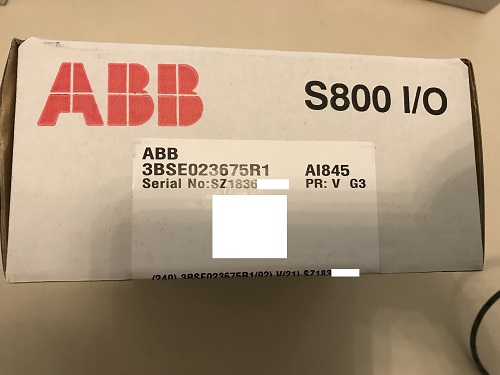 ABB
S800 I/O
ABB
3BSE023675R1 AI845
Serial No:SZ1836
PR: V G3
(240) 3BSE023675R1(92) V(21) SZ183